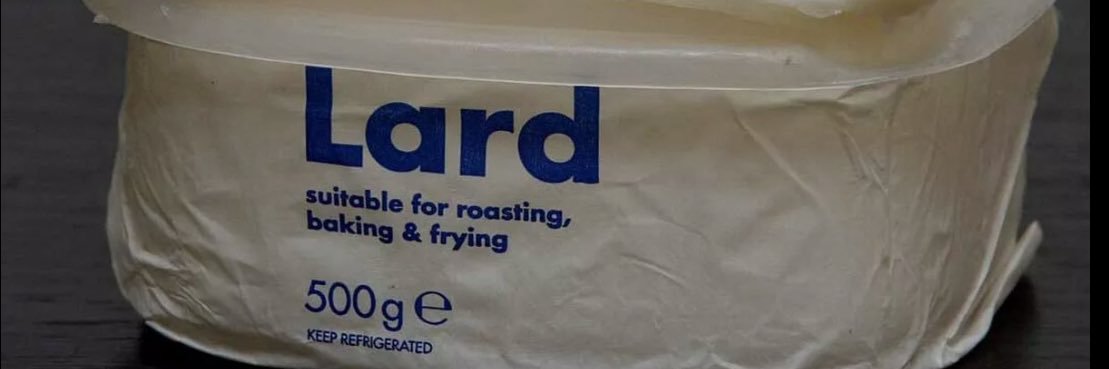 Lard
suitable for roasting,
baking & frying
500g ℮
KEEP REFRIGERATED